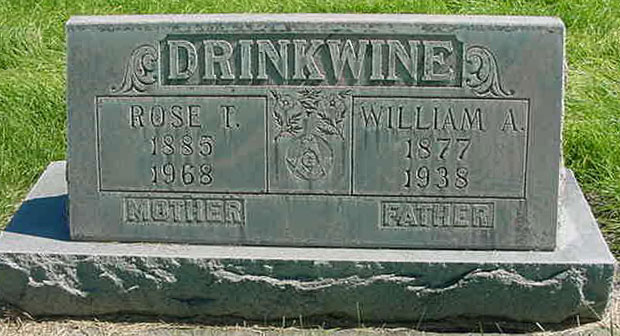 DRINKWINE
ROSE T.
1885
1968
MOTHER
WILLIAM A.
1877
1938
FATHER